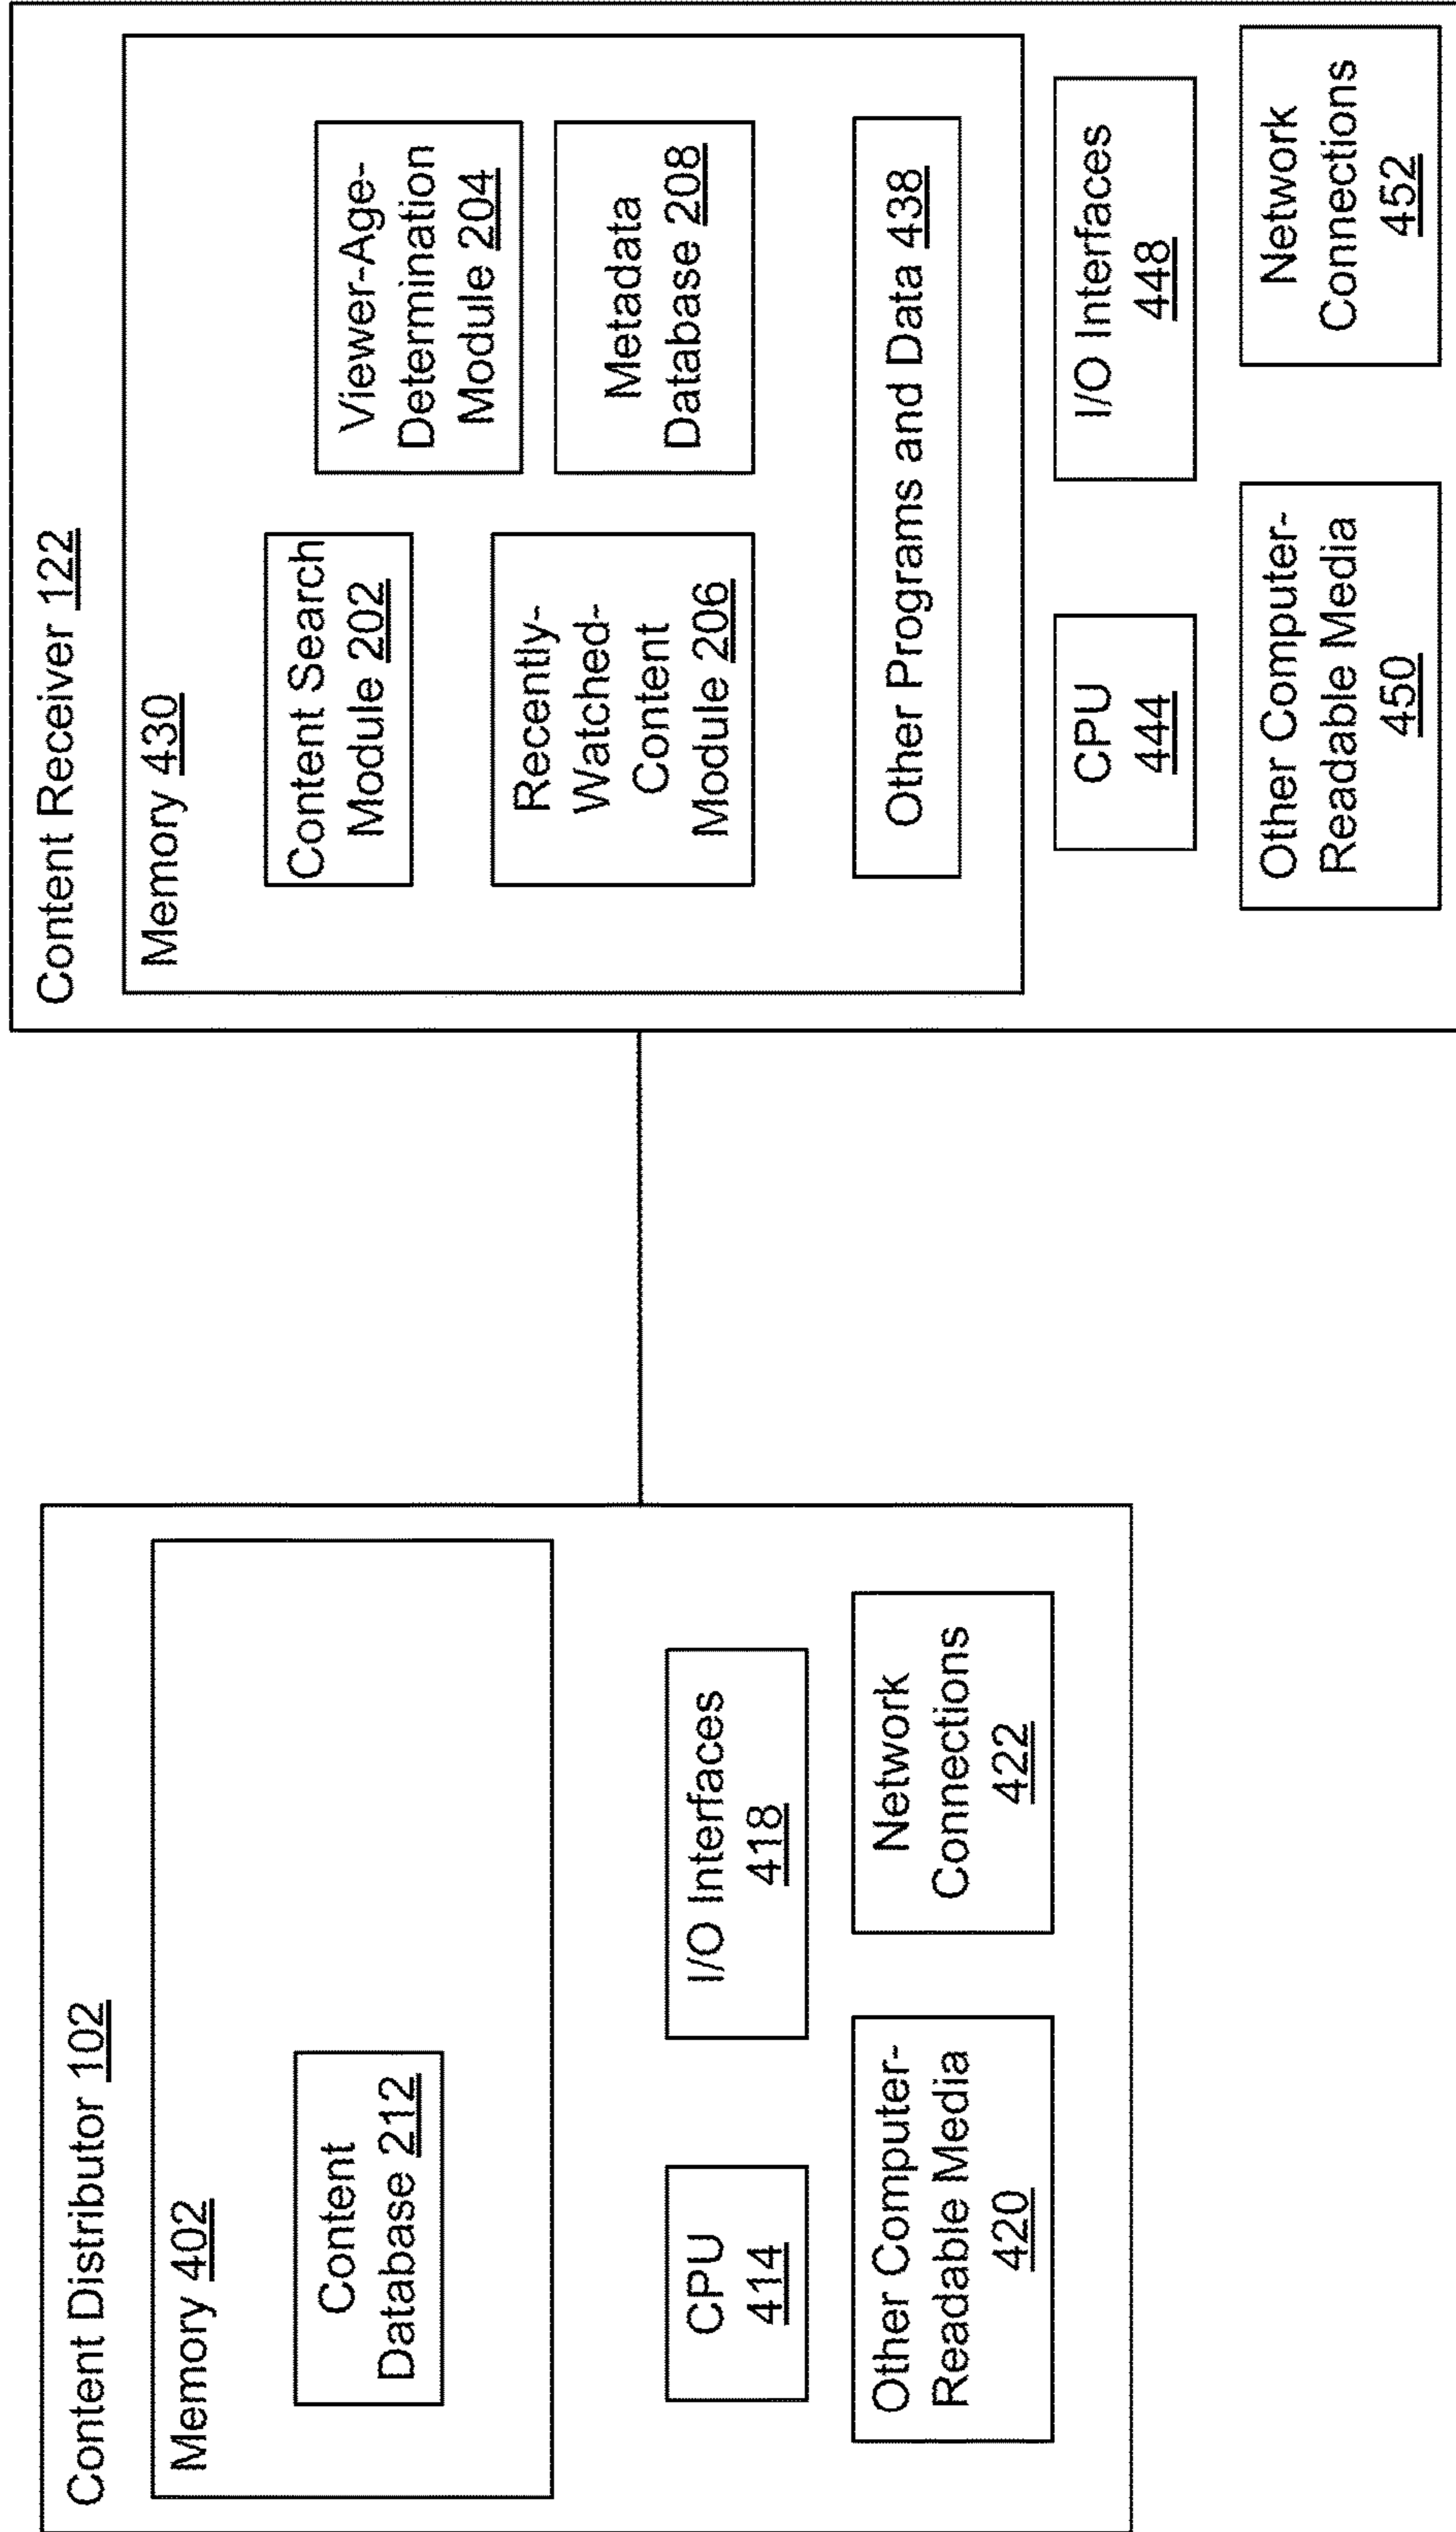 Content Distributor 102
Memory 402
Content
Database 212
CPU
414
I/O Interfaces
418
Other Computer-
Readable Media
420
Network
Connections
422
Content Receiver 122
Memory 430
Content Search
Module 202
Viewer-Age-
Determination
Module 204
Recently-
Watched-
Content
Module 206
Metadata
Database 208
Other Programs and Data 438
CPU
444
I/O Interfaces
448
Other Computer-
Readable Media
450
Network
Connections
452